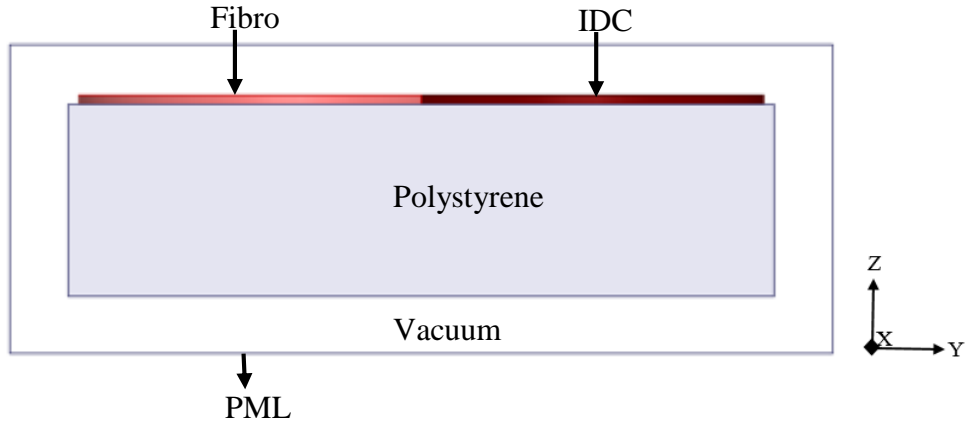 Fibro
IDC
Polystyrene
Vacuum
PML
Z
X
Y